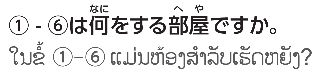 ①-⑥は何をする部屋ですか。
ໃນຂໍ້ ①-⑥ ແມ່ນຫ້ອງສຳລັບເຮັດຫຍັງ?